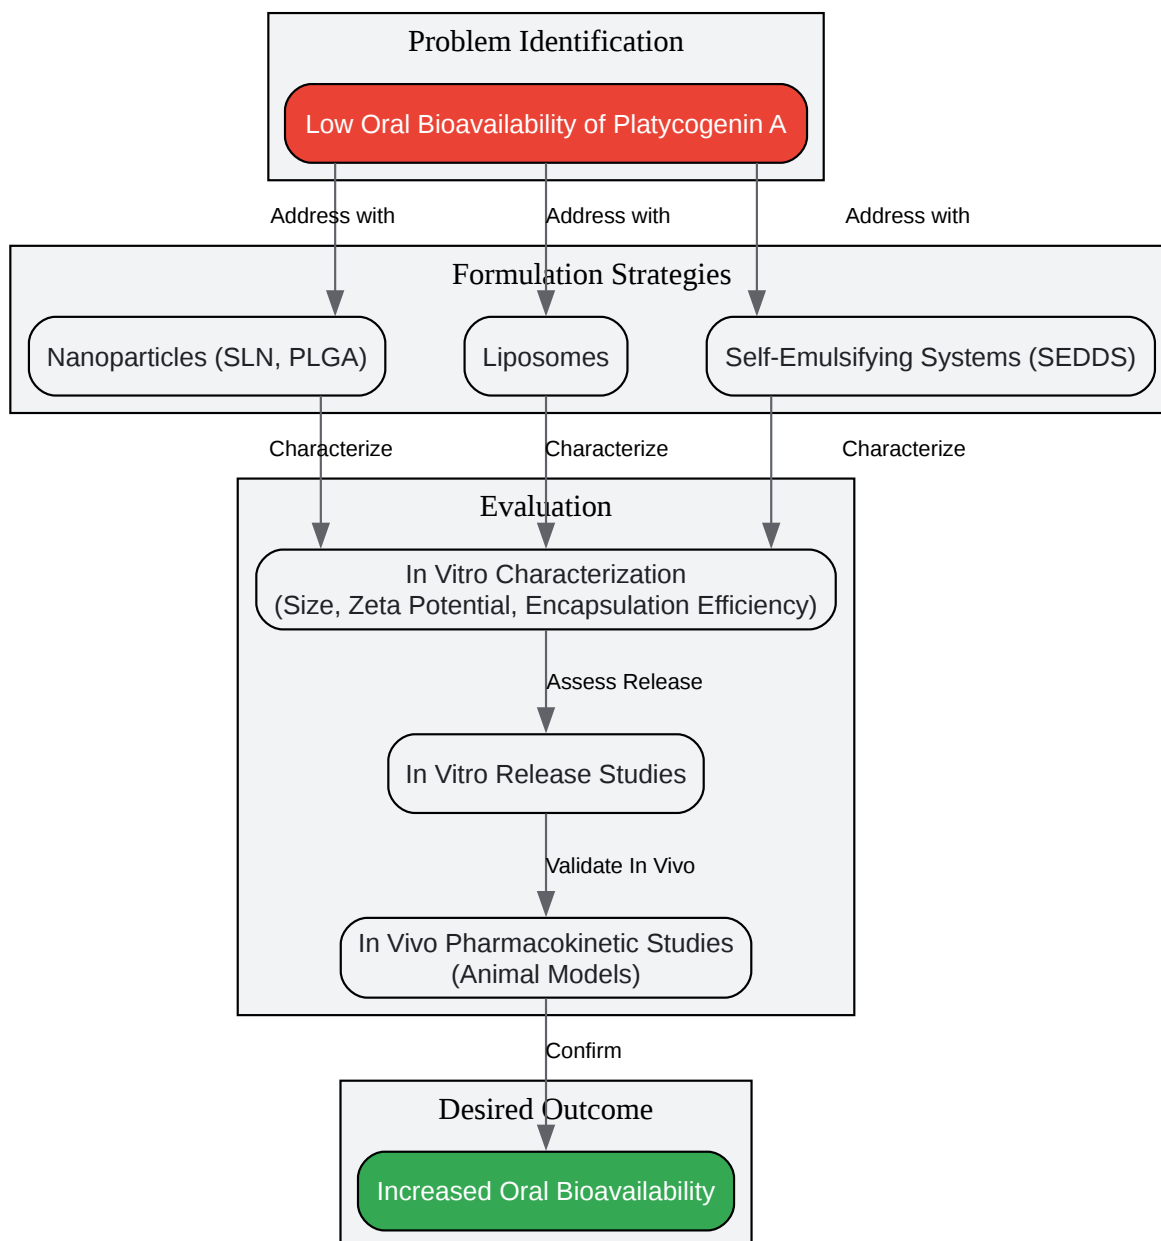 Problem Identification
Low Oral Bioavailability of Platycogenin A
Address with
Address with
Address with
Formulation Strategies
Nanoparticles (SLN, PLGA)
Liposomes
Self-Emulsifying Systems (SEDDS)
Characterize
Characterize
Characterize
Evaluation
In Vitro Characterization
(Size, Zeta Potential, Encapsulation Efficiency)
Assess Release
In Vitro Release Studies
Validate In Vivo
In Vivo Pharmacokinetic Studies
(Animal Models)
Confirm
Desired Outcome
Increased Oral Bioavailability